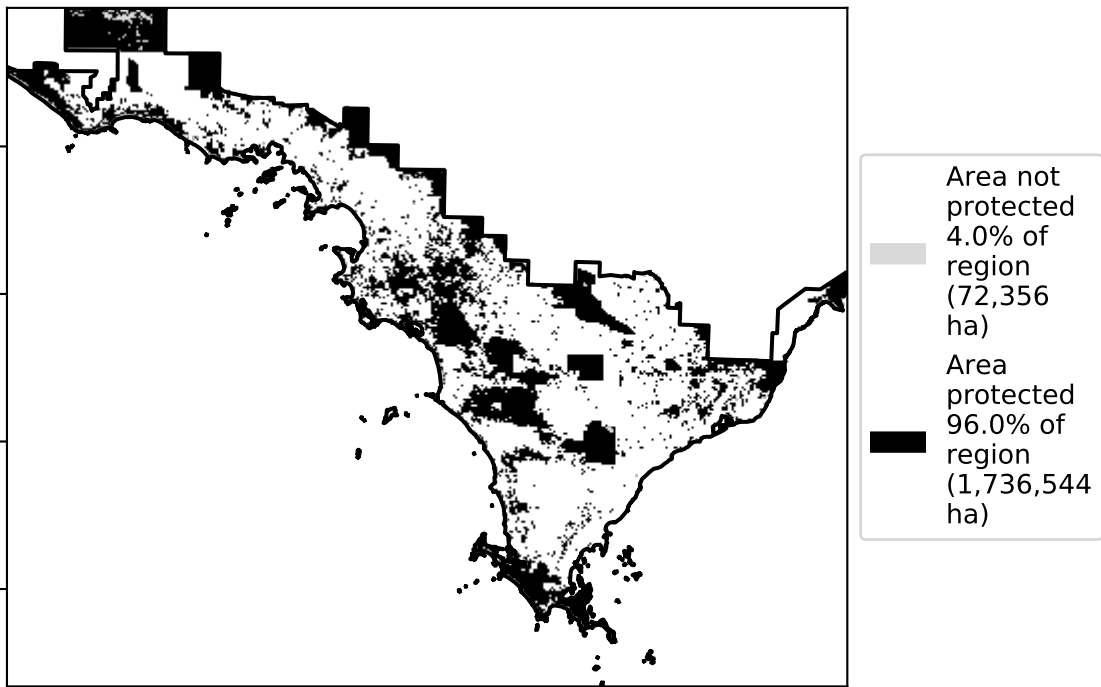 Area not
protected
4.0% of
region
(72,356
ha)
Area
protected
96.0% of
region
(1,736,544
ha)